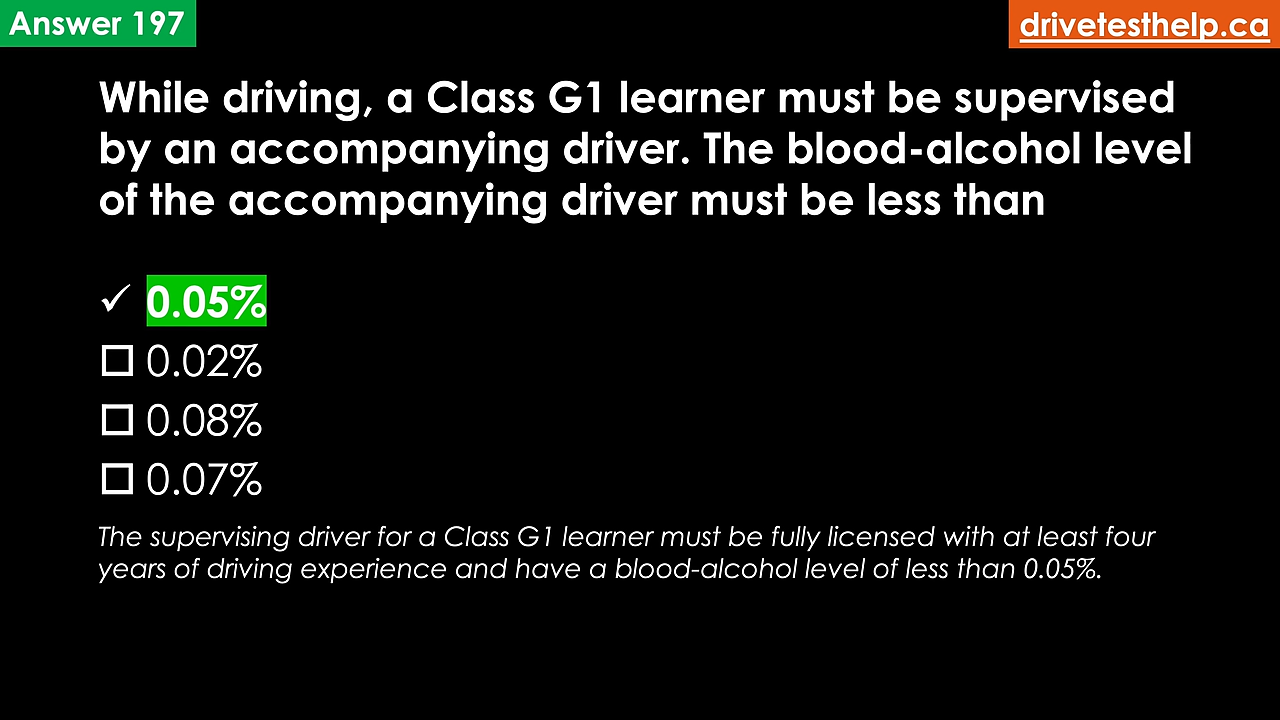 Answer 197
drivetesthelp.ca
While driving, a Class G1 learner must be supervised
by an accompanying driver. The blood-alcohol level
of the accompanying driver must be less than
✓ 0.05%
☐ 0.02%
☐ 0.08%
☐ 0.07%
The supervising driver for a Class G1 learner must be fully licensed with at least four
years of driving experience and have a blood-alcohol level of less than 0.05%.